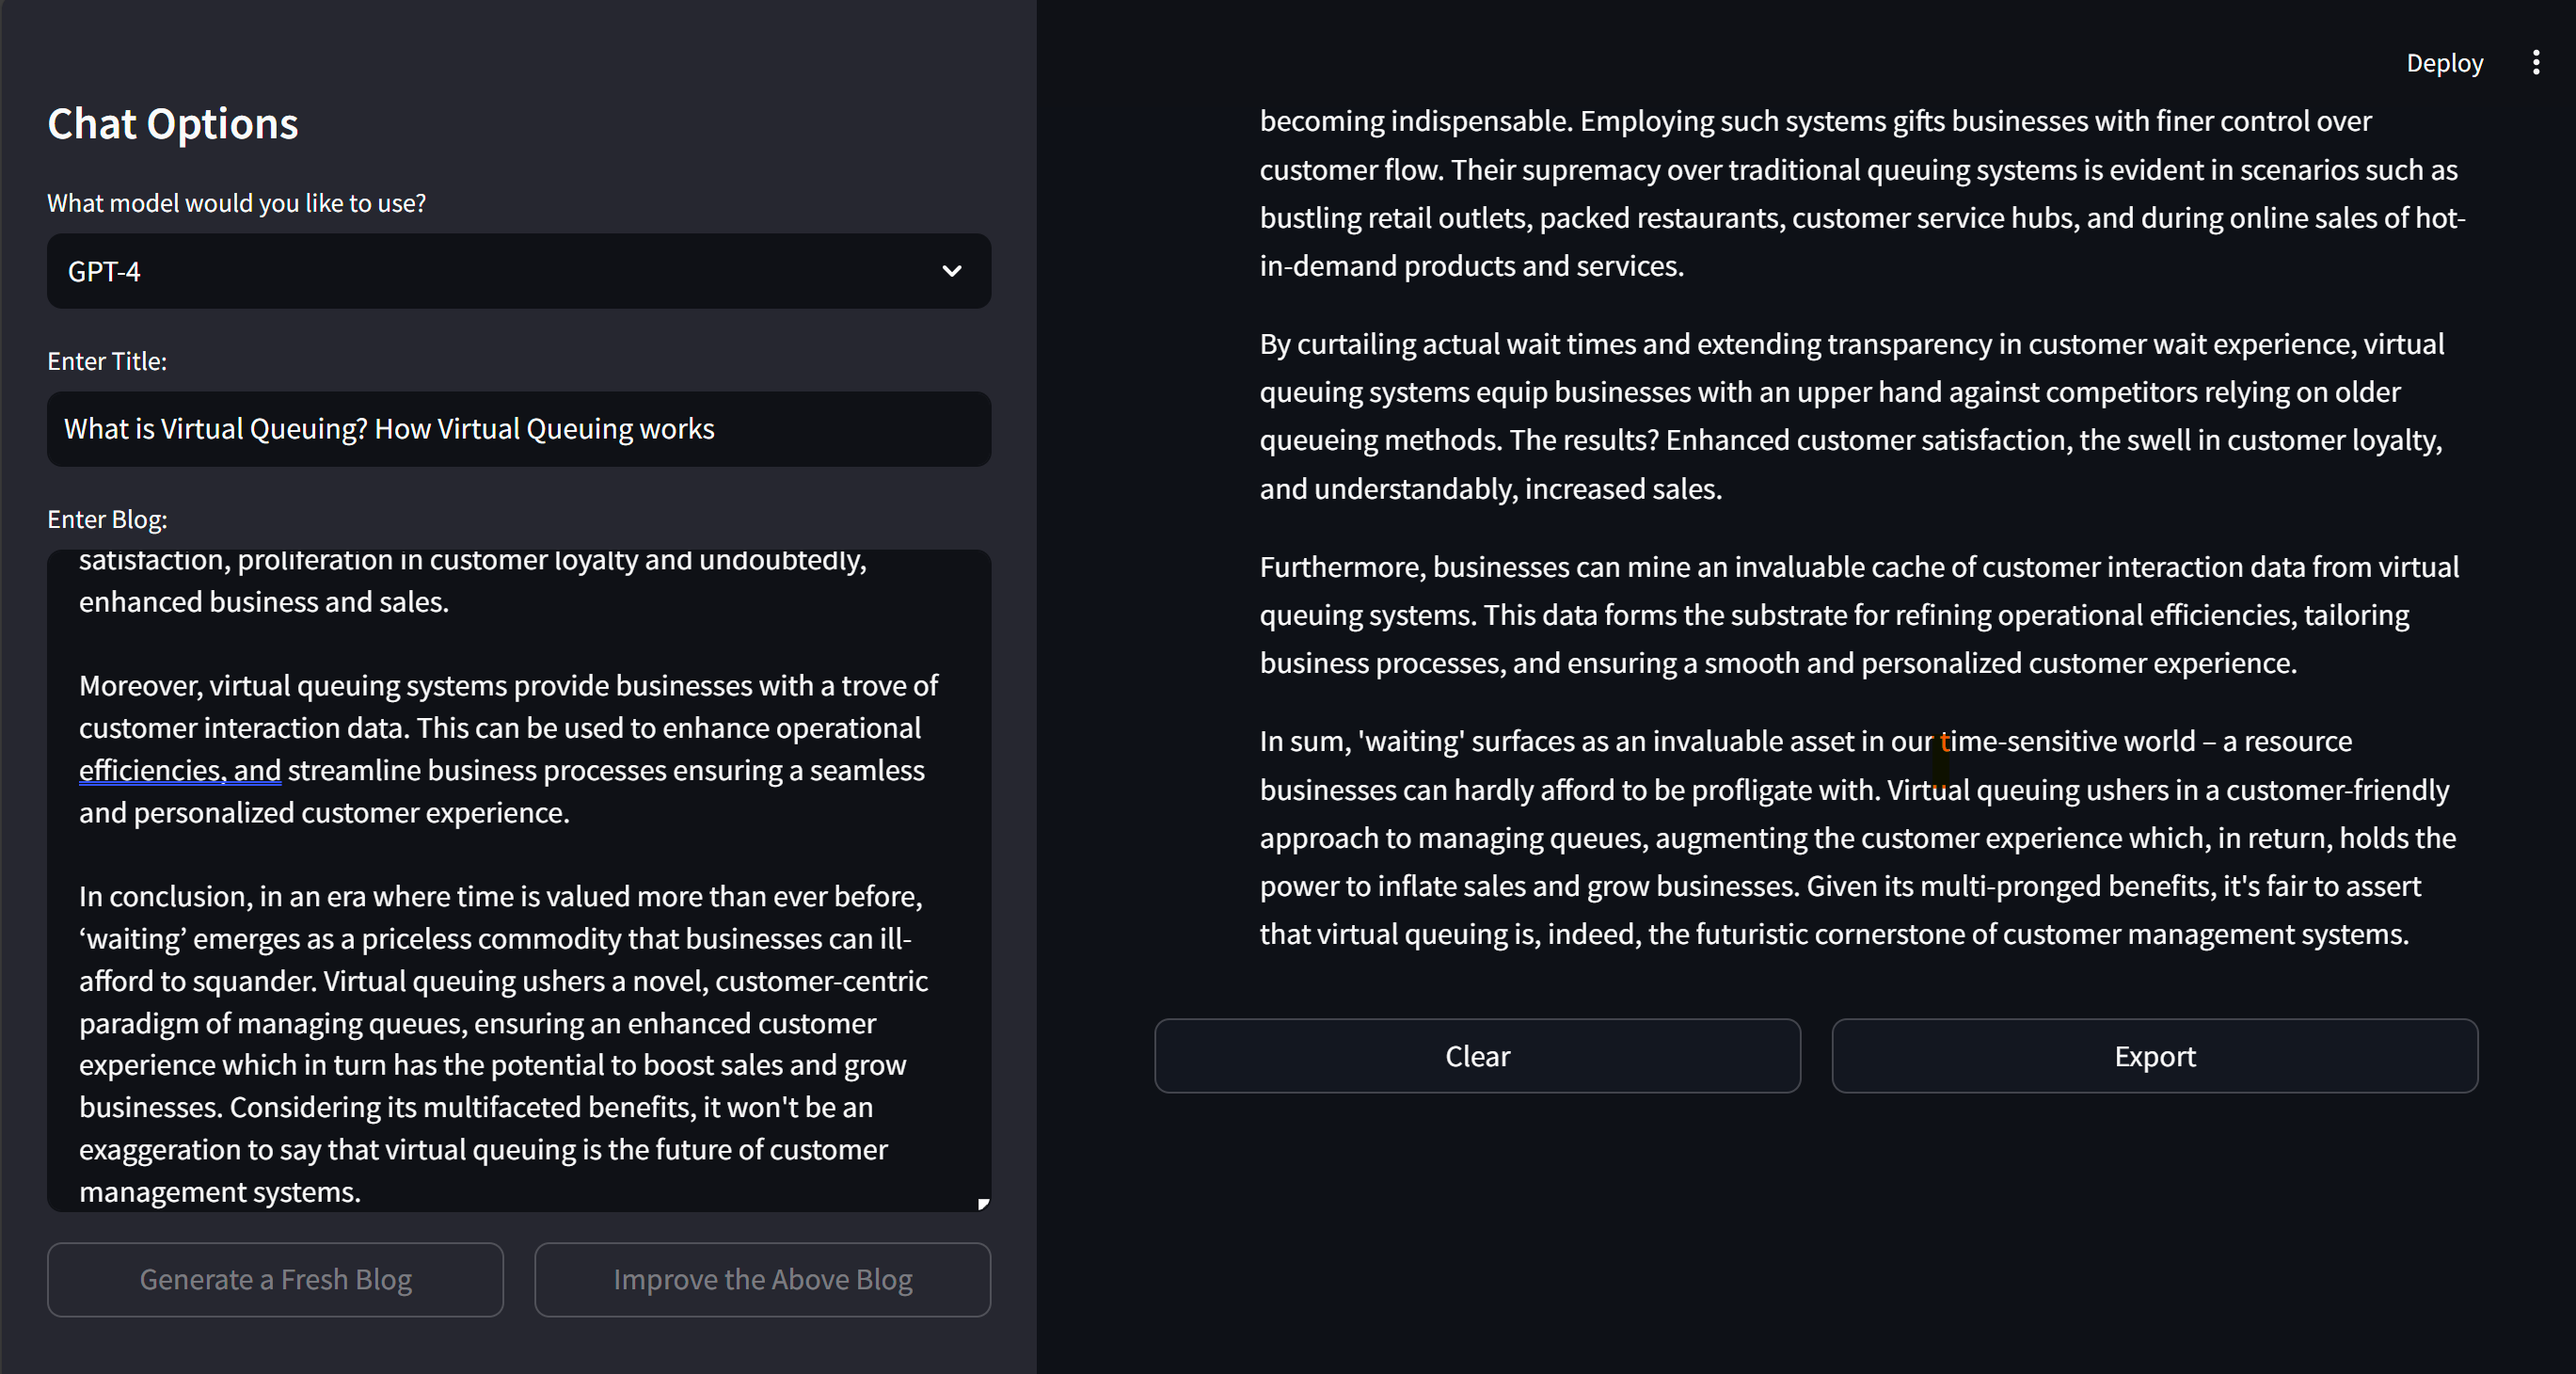 Chat Options
What model would you like to use?
GPT-4
Enter Title:
What is Virtual Queuing? How Virtual Queuing works
Enter Blog:
satisfaction, proliferation in customer loyalty and undoubtedly,
enhanced business and sales.
Moreover, virtual queuing systems provide businesses with a trove of
customer interaction data. This can be used to enhance operational
efficiencies, and streamline business processes ensuring a seamless
and personalized customer experience.
In conclusion, in an era where time is valued more than ever before,
‘waiting’ emerges as a priceless commodity that businesses can ill-
afford to squander. Virtual queuing ushers a novel, customer-centric
paradigm of managing queues, ensuring an enhanced customer
experience which in turn has the potential to boost sales and grow
businesses. Considering its multifaceted benefits, it won't be an
exaggeration to say that virtual queuing is the future of customer
management systems.
Generate a Fresh Blog
Improve the Above Blog
Deploy
becoming indispensable. Employing such systems gifts businesses with finer control over
customer flow. Their supremacy over traditional queuing systems is evident in scenarios such as
bustling retail outlets, packed restaurants, customer service hubs, and during online sales of hot-
in-demand products and services.
By curtailing actual wait times and extending transparency in customer wait experience, virtual
queuing systems equip businesses with an upper hand against competitors relying on older
queueing methods. The results? Enhanced customer satisfaction, the swell in customer loyalty,
and understandably, increased sales.
Furthermore, businesses can mine an invaluable cache of customer interaction data from virtual
queuing systems. This data forms the substrate for refining operational efficiencies, tailoring
business processes, and ensuring a smooth and personalized customer experience.
In sum, 'waiting' surfaces as an invaluable asset in our time-sensitive world – a resource
businesses can hardly afford to be profligate with. Virtual queuing ushers in a customer-friendly
approach to managing queues, augmenting the customer experience which, in return, holds the
power to inflate sales and grow businesses. Given its multi-pronged benefits, it's fair to assert
that virtual queuing is, indeed, the futuristic cornerstone of customer management systems.
Clear
Export